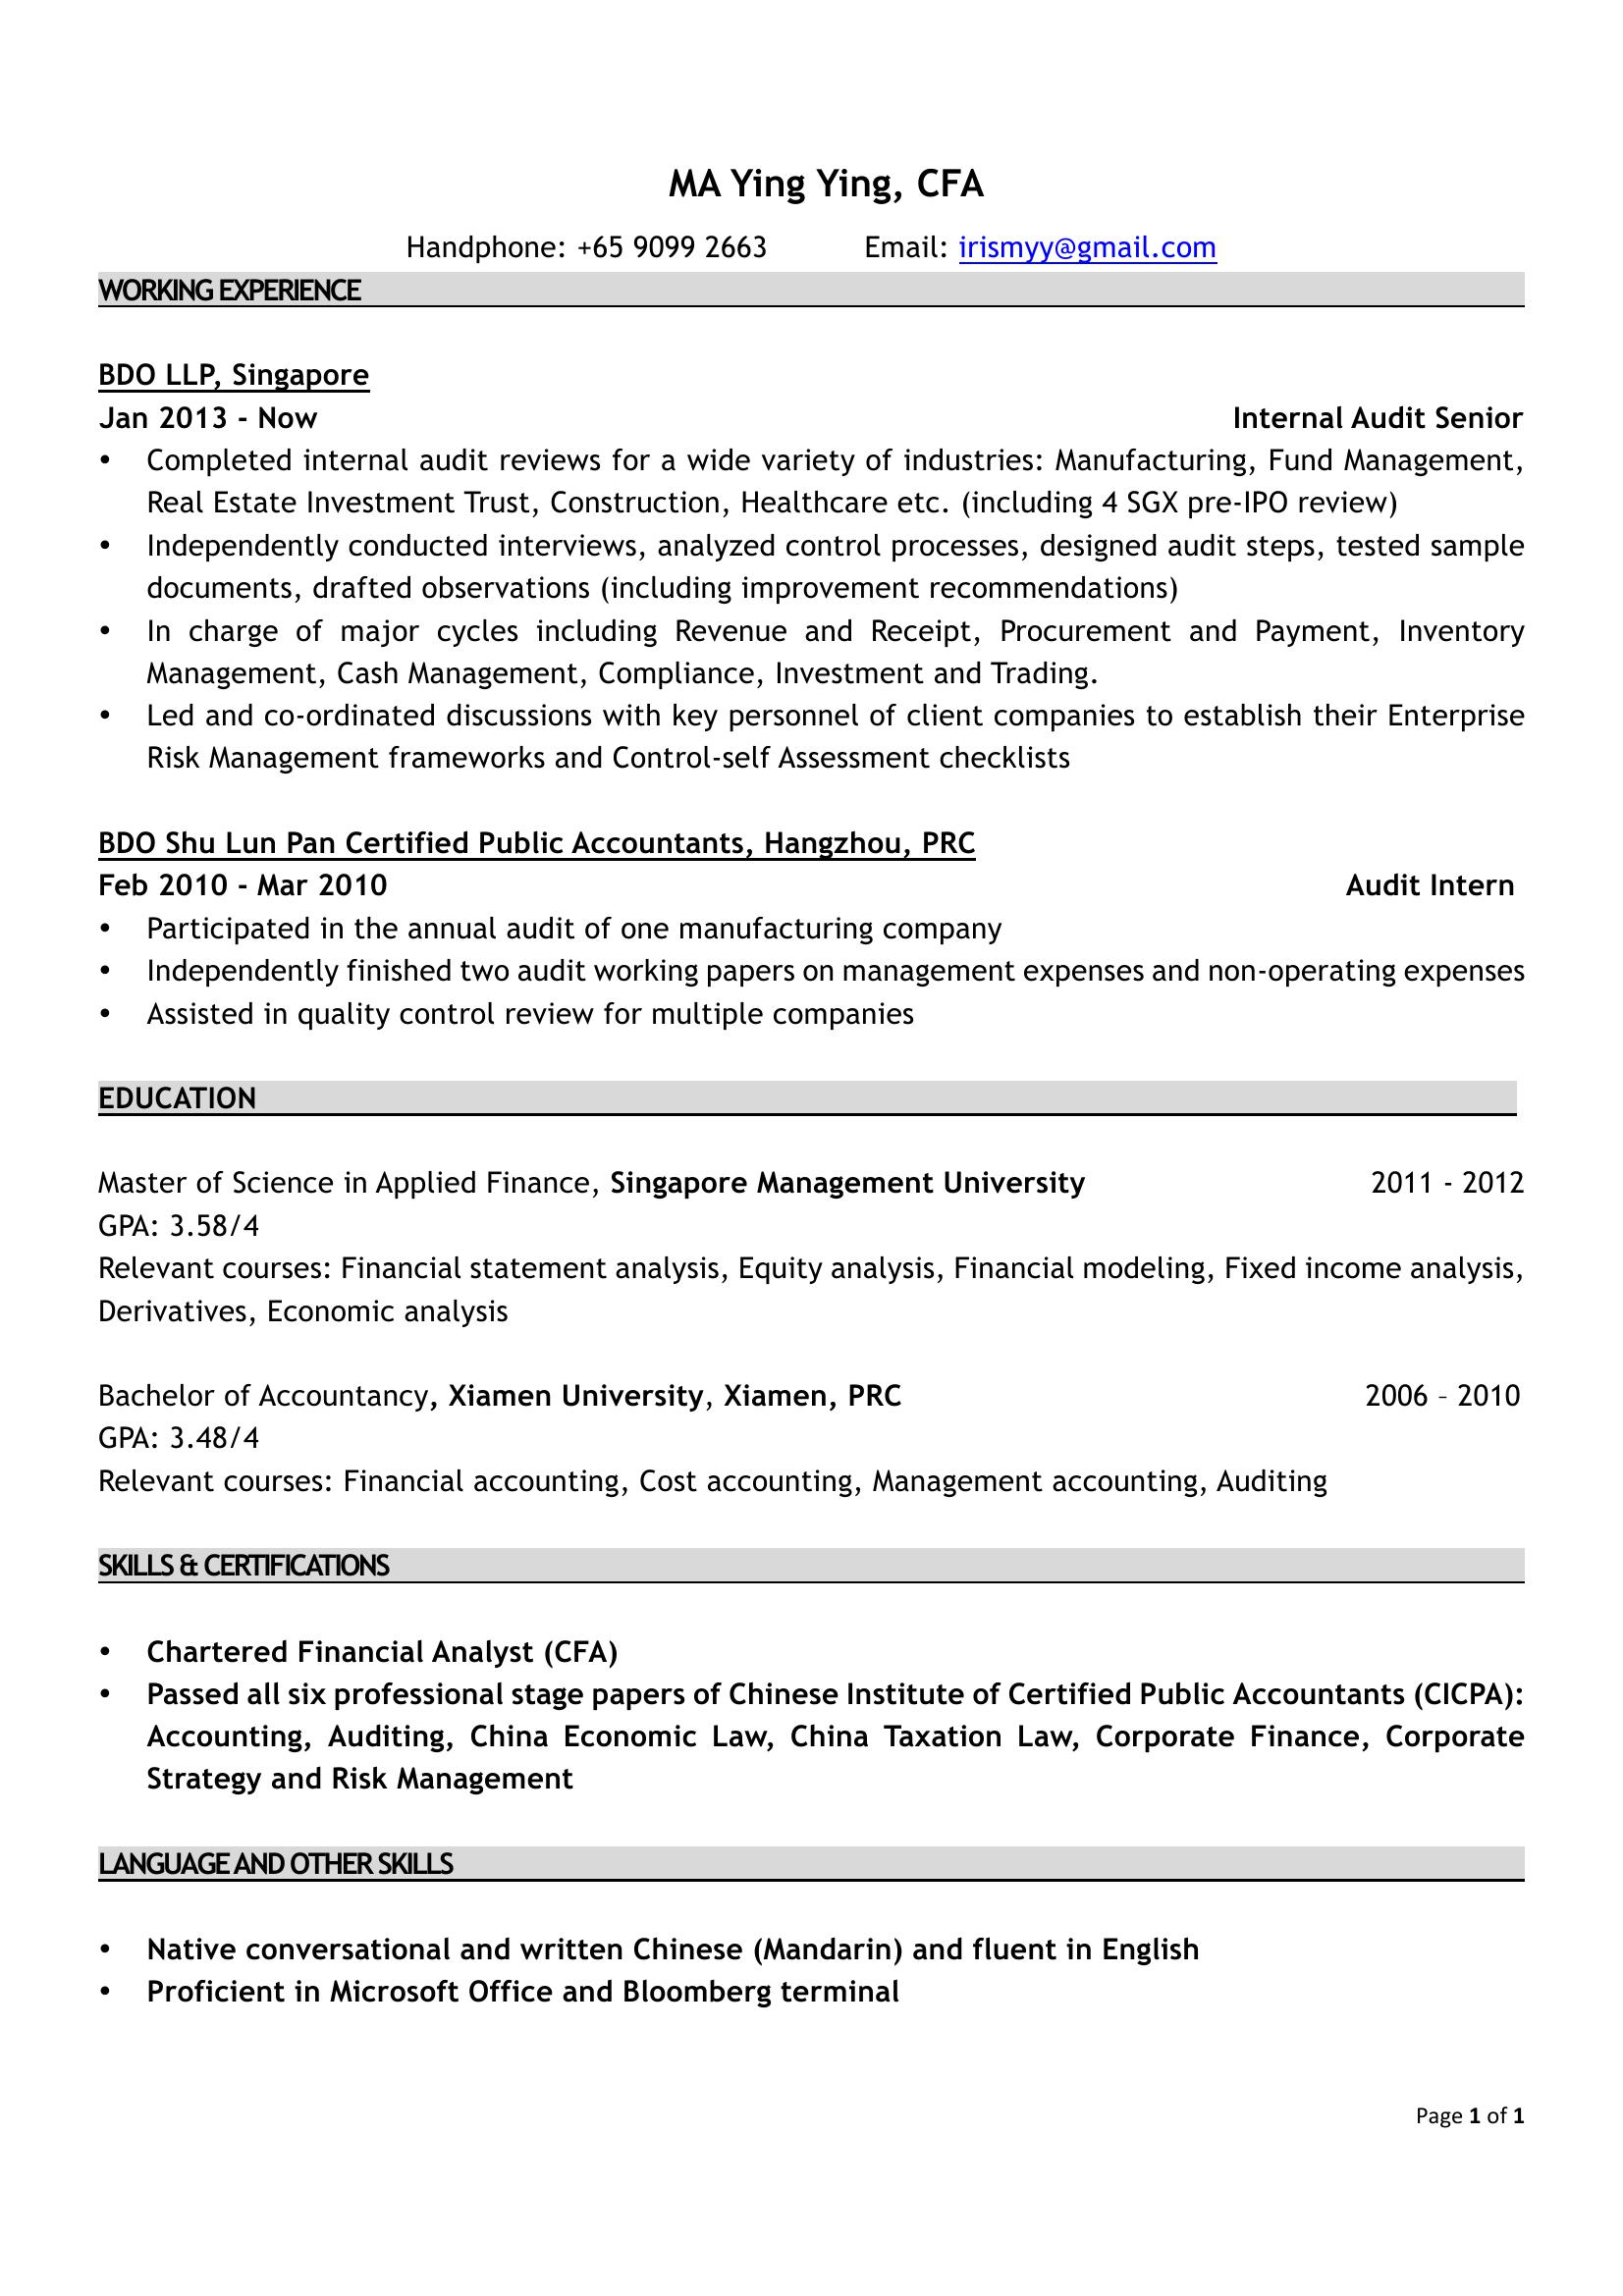 MA Ying Ying, CFA
Handphone: +65 9099 2663 Email: irismyy@gmail.com
WORKING EXPERIENCE
BDO LLP, Singapore
Jan 2013 - Now Internal Audit Senior
• Completed internal audit reviews for a wide variety of industries: Manufacturing, Fund Management,
Real Estate Investment Trust, Construction, Healthcare etc. (including 4 SGX pre-IPO review)
• Independently conducted interviews, analyzed control processes, designed audit steps, tested sample
documents, drafted observations (including improvement recommendations)
• In charge of major cycles including Revenue and Receipt, Procurement and Payment, Inventory
Management, Cash Management, Compliance, Investment and Trading.
• Led and co-ordinated discussions with key personnel of client companies to establish their Enterprise
Risk Management frameworks and Control-self Assessment checklists
BDO Shu Lun Pan Certified Public Accountants, Hangzhou, PRC
Feb 2010 - Mar 2010 Audit Intern
• Participated in the annual audit of one manufacturing company
• Independently finished two audit working papers on management expenses and non-operating expenses
• Assisted in quality control review for multiple companies
EDUCATION
Master of Science in Applied Finance, Singapore Management University 2011 - 2012
GPA: 3.58/4
Relevant courses: Financial statement analysis, Equity analysis, Financial modeling, Fixed income analysis,
Derivatives, Economic analysis
Bachelor of Accountancy, Xiamen University, Xiamen, PRC 2006 – 2010
GPA: 3.48/4
Relevant courses: Financial accounting, Cost accounting, Management accounting, Auditing
SKILLS & CERTIFICATIONS
• Chartered Financial Analyst (CFA)
• Passed all six professional stage papers of Chinese Institute of Certified Public Accountants (CICPA):
Accounting, Auditing, China Economic Law, China Taxation Law, Corporate Finance, Corporate
Strategy and Risk Management
LANGUAGE AND OTHER SKILLS
• Native conversational and written Chinese (Mandarin) and fluent in English
• Proficient in Microsoft Office and Bloomberg terminal
Page 1 of 1